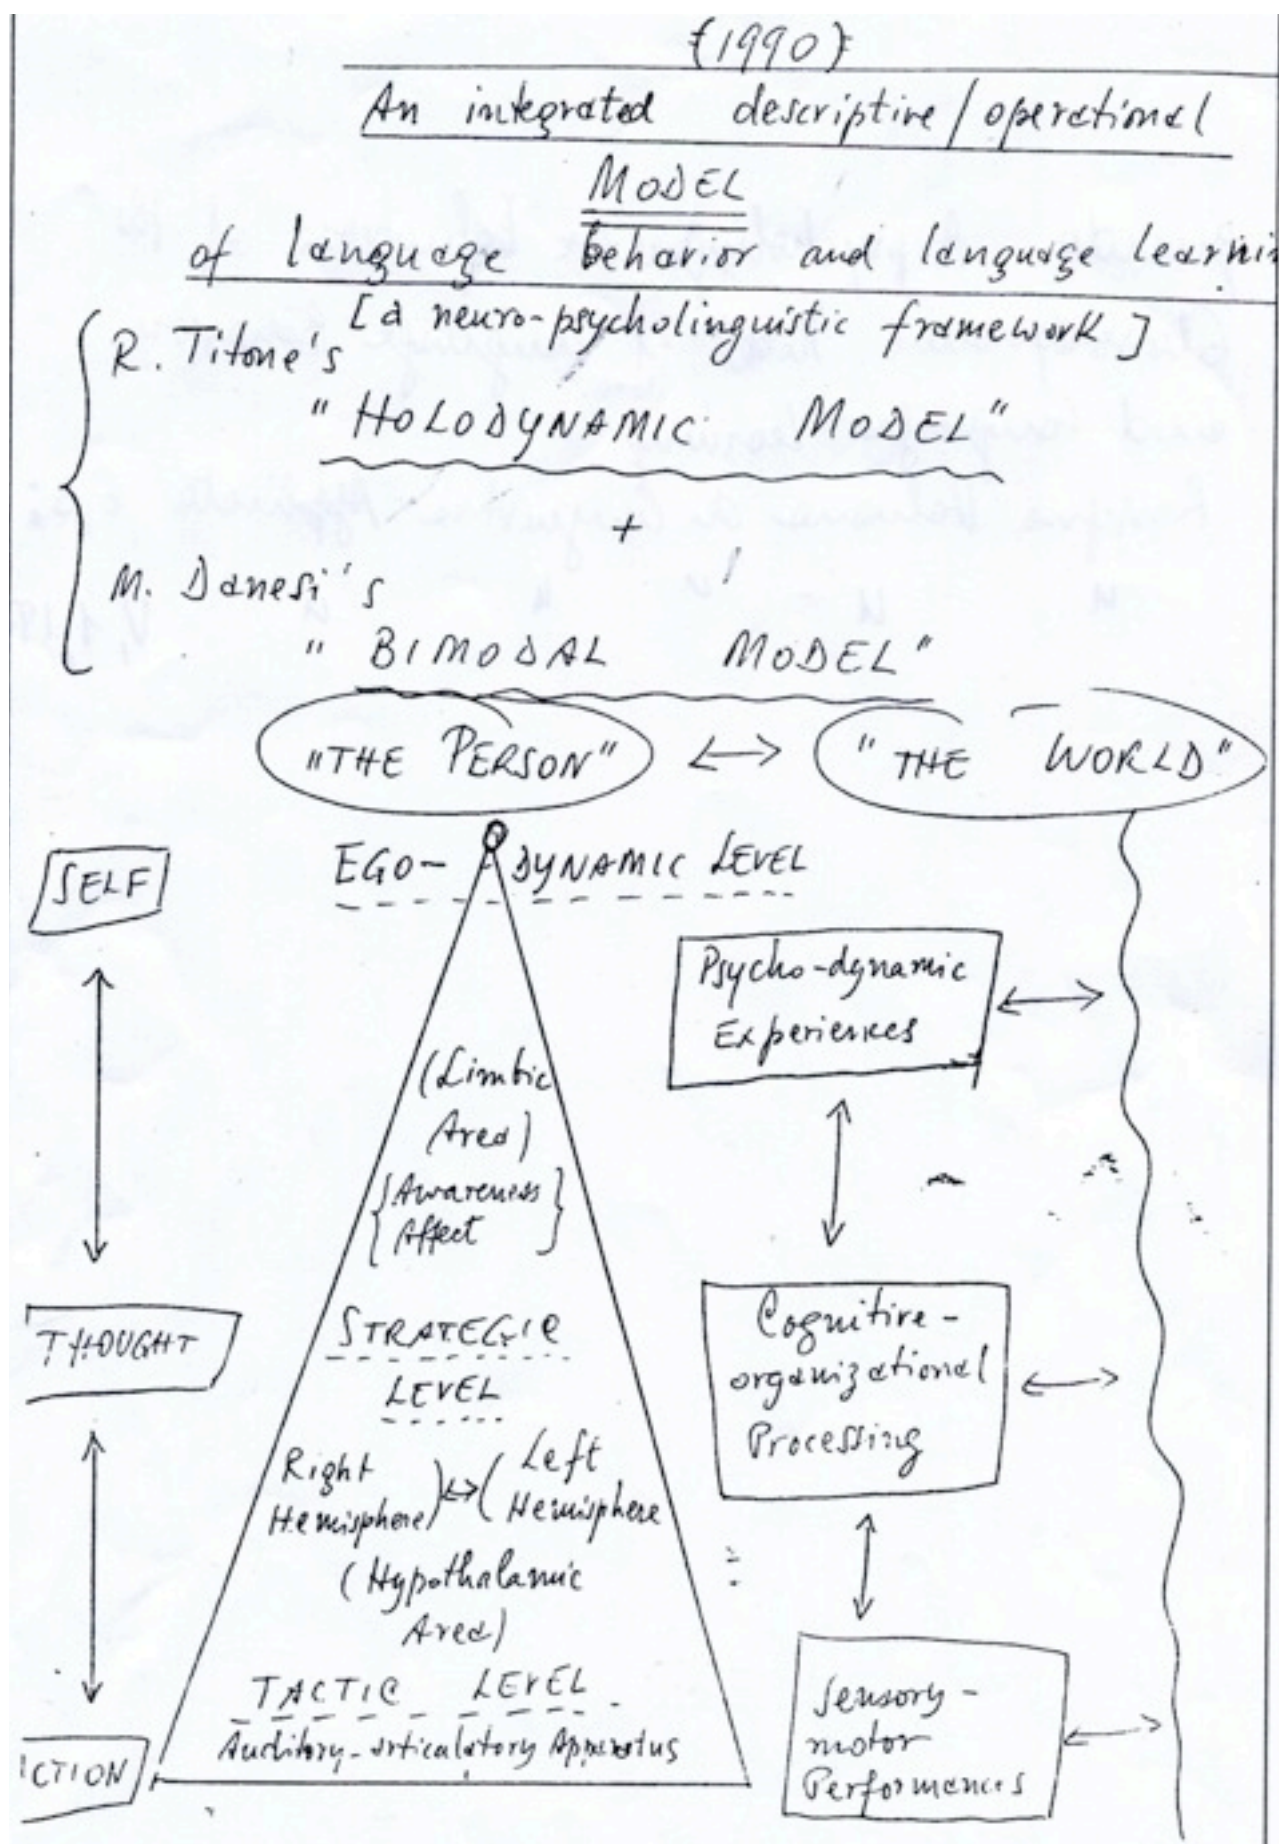 (1990)
An integrated descriptive/operational
MODEL
of language behavior and language learnin
[a neuro-psycholinguistic framework]
R. Titone's
"HOLODYNAMIC MODEL"
+
M. Danesi's
"BIMODAL MODEL"
"THE PERSON" ↔ "THE WORLD"
SELF
EGO-DYNAMIC LEVEL
Psycho-dynamic
Experiences
(Limbic
Area)
{Awareness
Affect}
THOUGHT
STRATEGIC
LEVEL
Cognitive-
organizational
Processing
Right
Hemisphere) ↔ (Left
Hemisphere
(Hypothalamic
Area)
TACTIC LEVEL
Auditory-articulatory Apparatus
Sensory-
motor
Performances
ACTION